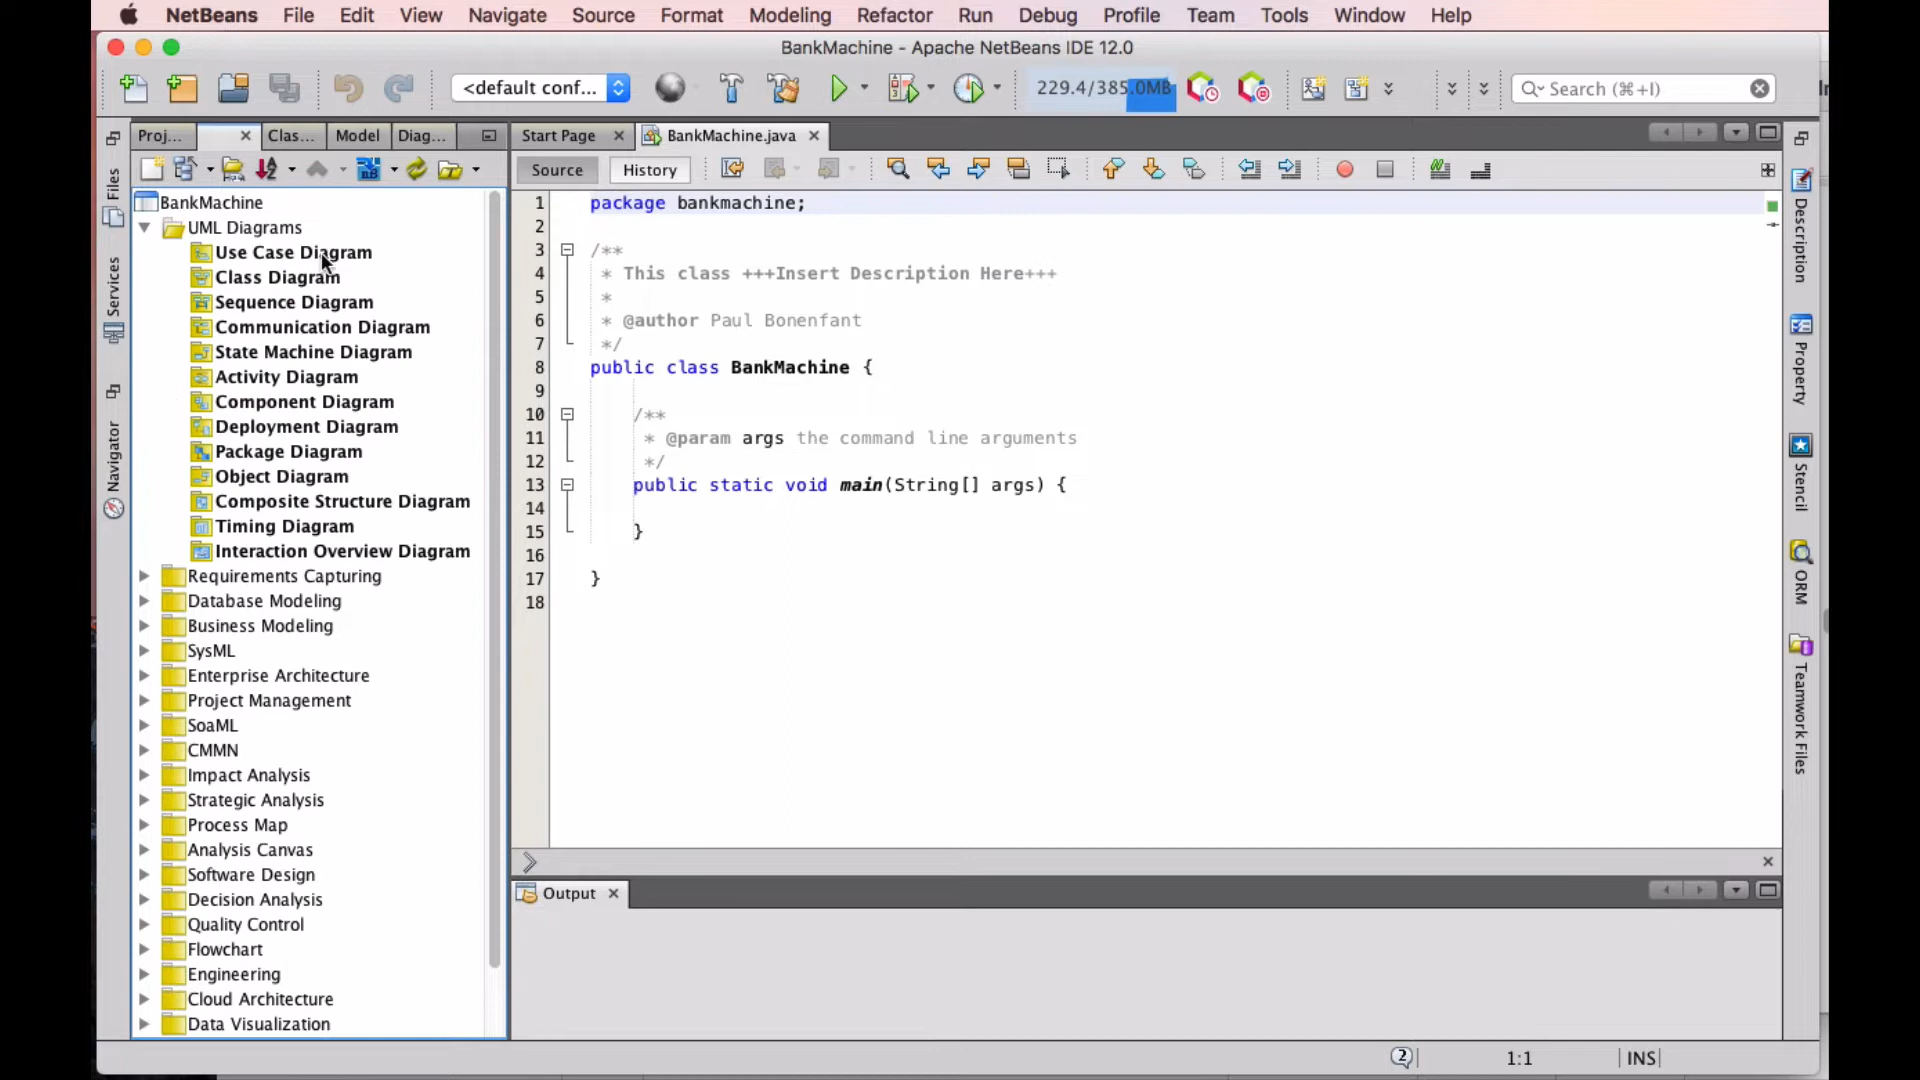 NetBeans File Edit View Navigate Source Format Modeling Refactor Run Debug Profile Team Tools Window Help
BankMachine - Apache NetBeans IDE 12.0
<default conf...
229.4/385.0MB
Search (⌘+I)
Proj... Clas... Model Diag...
Start Page BankMachine.java
Source History
Files
Services
Navigator
BankMachine
UML Diagrams
Use Case Diagram
Class Diagram
Sequence Diagram
Communication Diagram
State Machine Diagram
Activity Diagram
Component Diagram
Deployment Diagram
Package Diagram
Object Diagram
Composite Structure Diagram
Timing Diagram
Interaction Overview Diagram
Requirements Capturing
Database Modeling
Business Modeling
SysML
Enterprise Architecture
Project Management
SoaML
CMMN
Impact Analysis
Strategic Analysis
Process Map
Analysis Canvas
Software Design
Decision Analysis
Quality Control
Flowchart
Engineering
Cloud Architecture
Data Visualization
1 package bankmachine;
2
3 /**
4 * This class +++Insert Description Here+++
5 *
6 * @author Paul Bonenfant
7 */
8 public class BankMachine {
9
10 /**
11 * @param args the command line arguments
12 */
13 public static void main(String[] args) {
14
15 }
16
17 }
18
Description
Property
Stencil
ORM
Teamwork Files
Output
2
1:1
INS